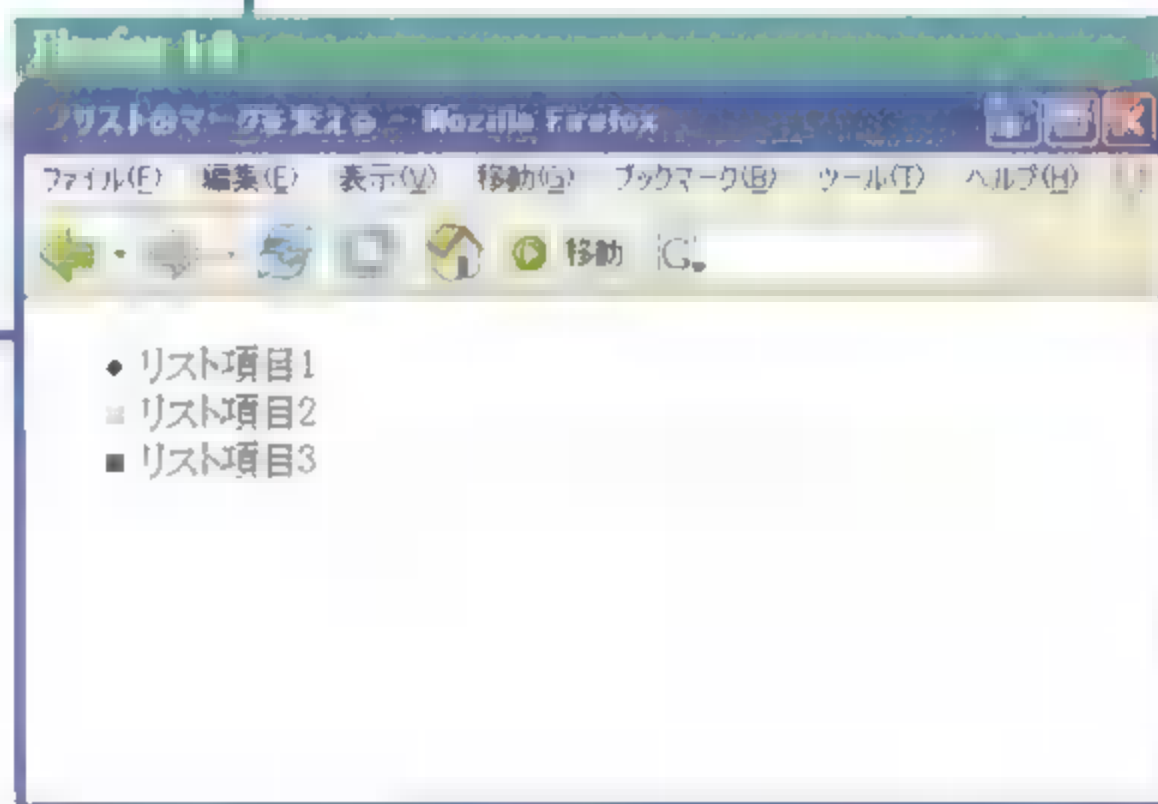 Firefox 1.0
リストのマークを変える - Mozilla Firefox
ファイル(F) 編集(E) 表示(V) 移動(G) ブックマーク(B) ツール(T) ヘルプ(H)
移動 G
リスト項目1
リスト項目2
リスト項目3